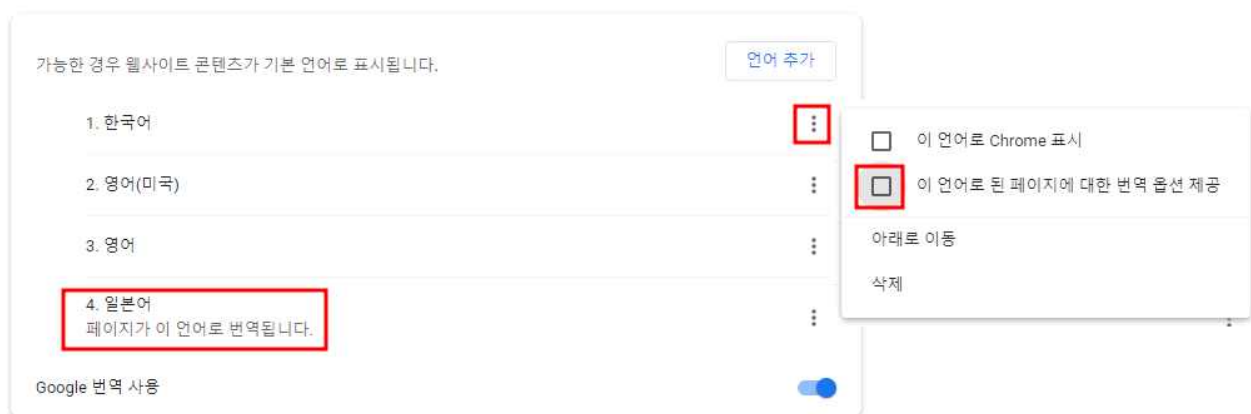 가능한 경우 웹사이트 콘텐츠가 기본 언어로 표시됩니다.
언어 추가
1. 한국어
2. 영어(미국)
3. 영어
4. 일본어
페이지가 이 언어로 번역됩니다.
Google 번역 사용
이 언어로 Chrome 표시
이 언어로 된 페이지에 대한 번역 옵션 제공
아래로 이동
삭제